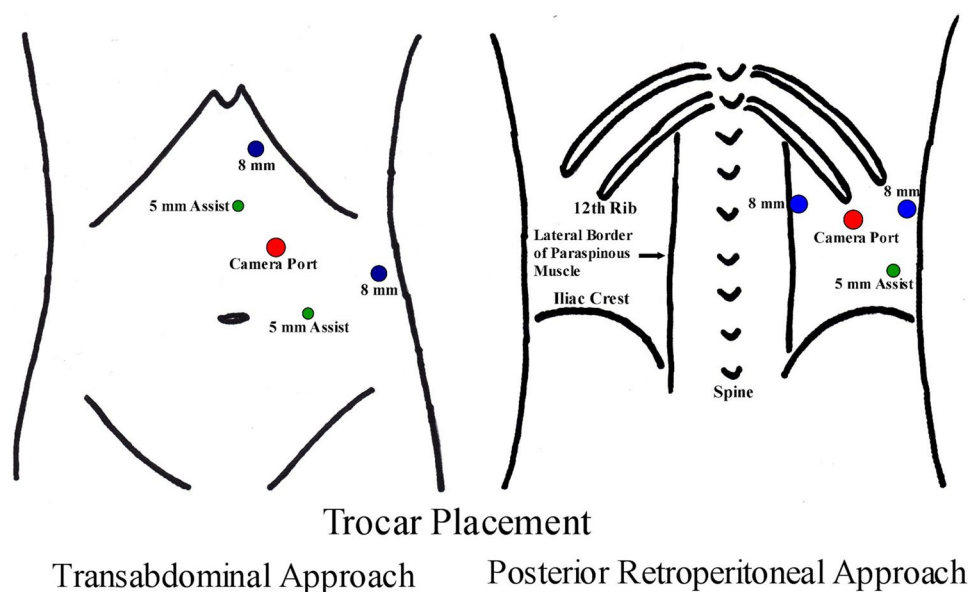 8 mm
5 mm Assist
Camera Port
8 mm
5 mm Assist
8 mm
8 mm
12th Rib
Camera Port
Lateral Border
of Paraspinous
Muscle
5 mm Assist
Iliac Crest
Spine
Trocar Placement
Transabdominal Approach
Posterior Retroperitoneal Approach